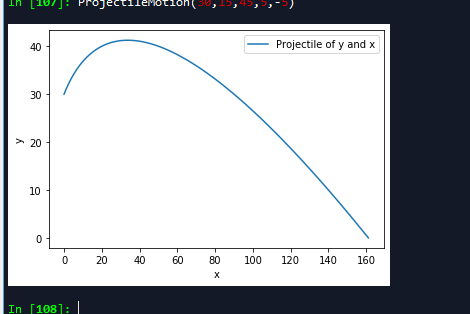 In [107]: ProjectileMotion(30,15,45,5,-5)
Projectile of y and x
40
30
20
10
0
y
0 20 40 60 80 100 120 140 160
x
In [108]: